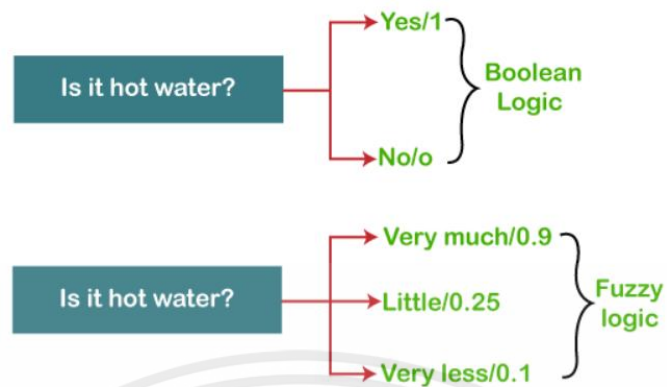 Is it hot water?
Yes/1
No/o
Boolean
Logic
Is it hot water?
Very much/0.9
Little/0.25
Very less/0.1
Fuzzy
logic